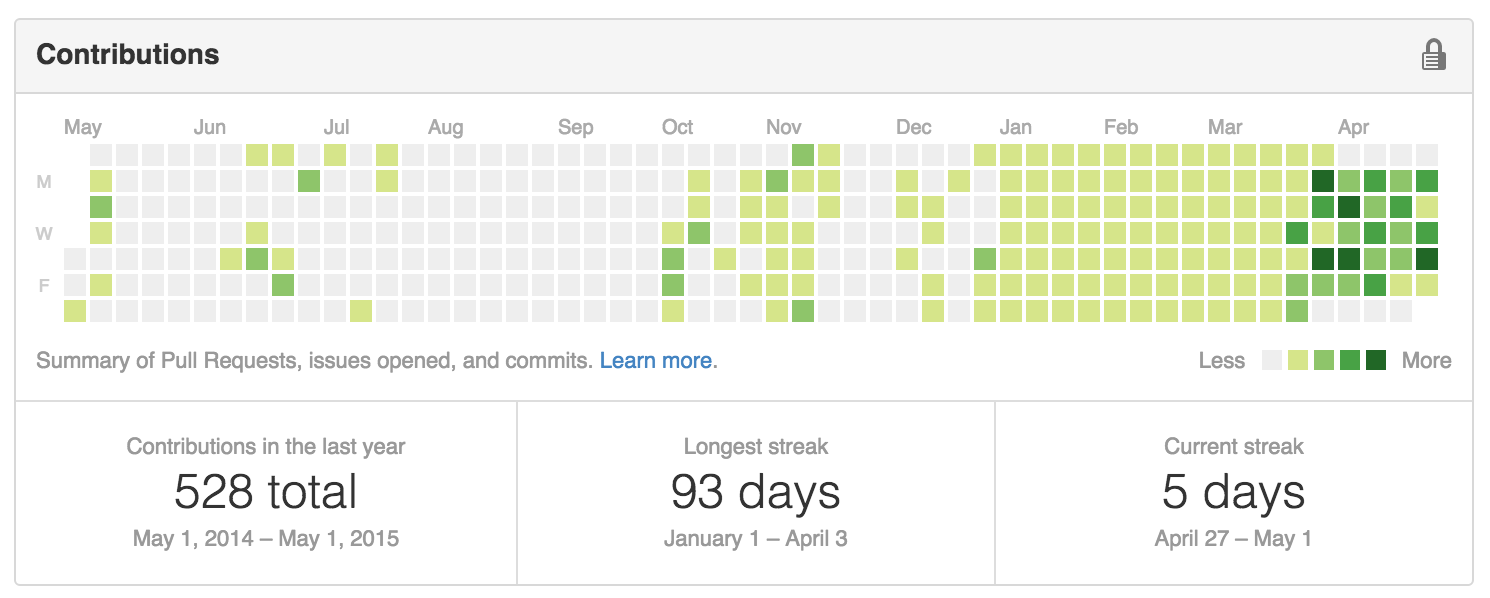 Contributions
May Jun Jul Aug Sep Oct Nov Dec Jan Feb Mar Apr
M
W
F
Summary of Pull Requests, issues opened, and commits. Learn more.
Less More
Contributions in the last year
528 total
May 1, 2014 – May 1, 2015
Longest streak
93 days
January 1 – April 3
Current streak
5 days
April 27 – May 1